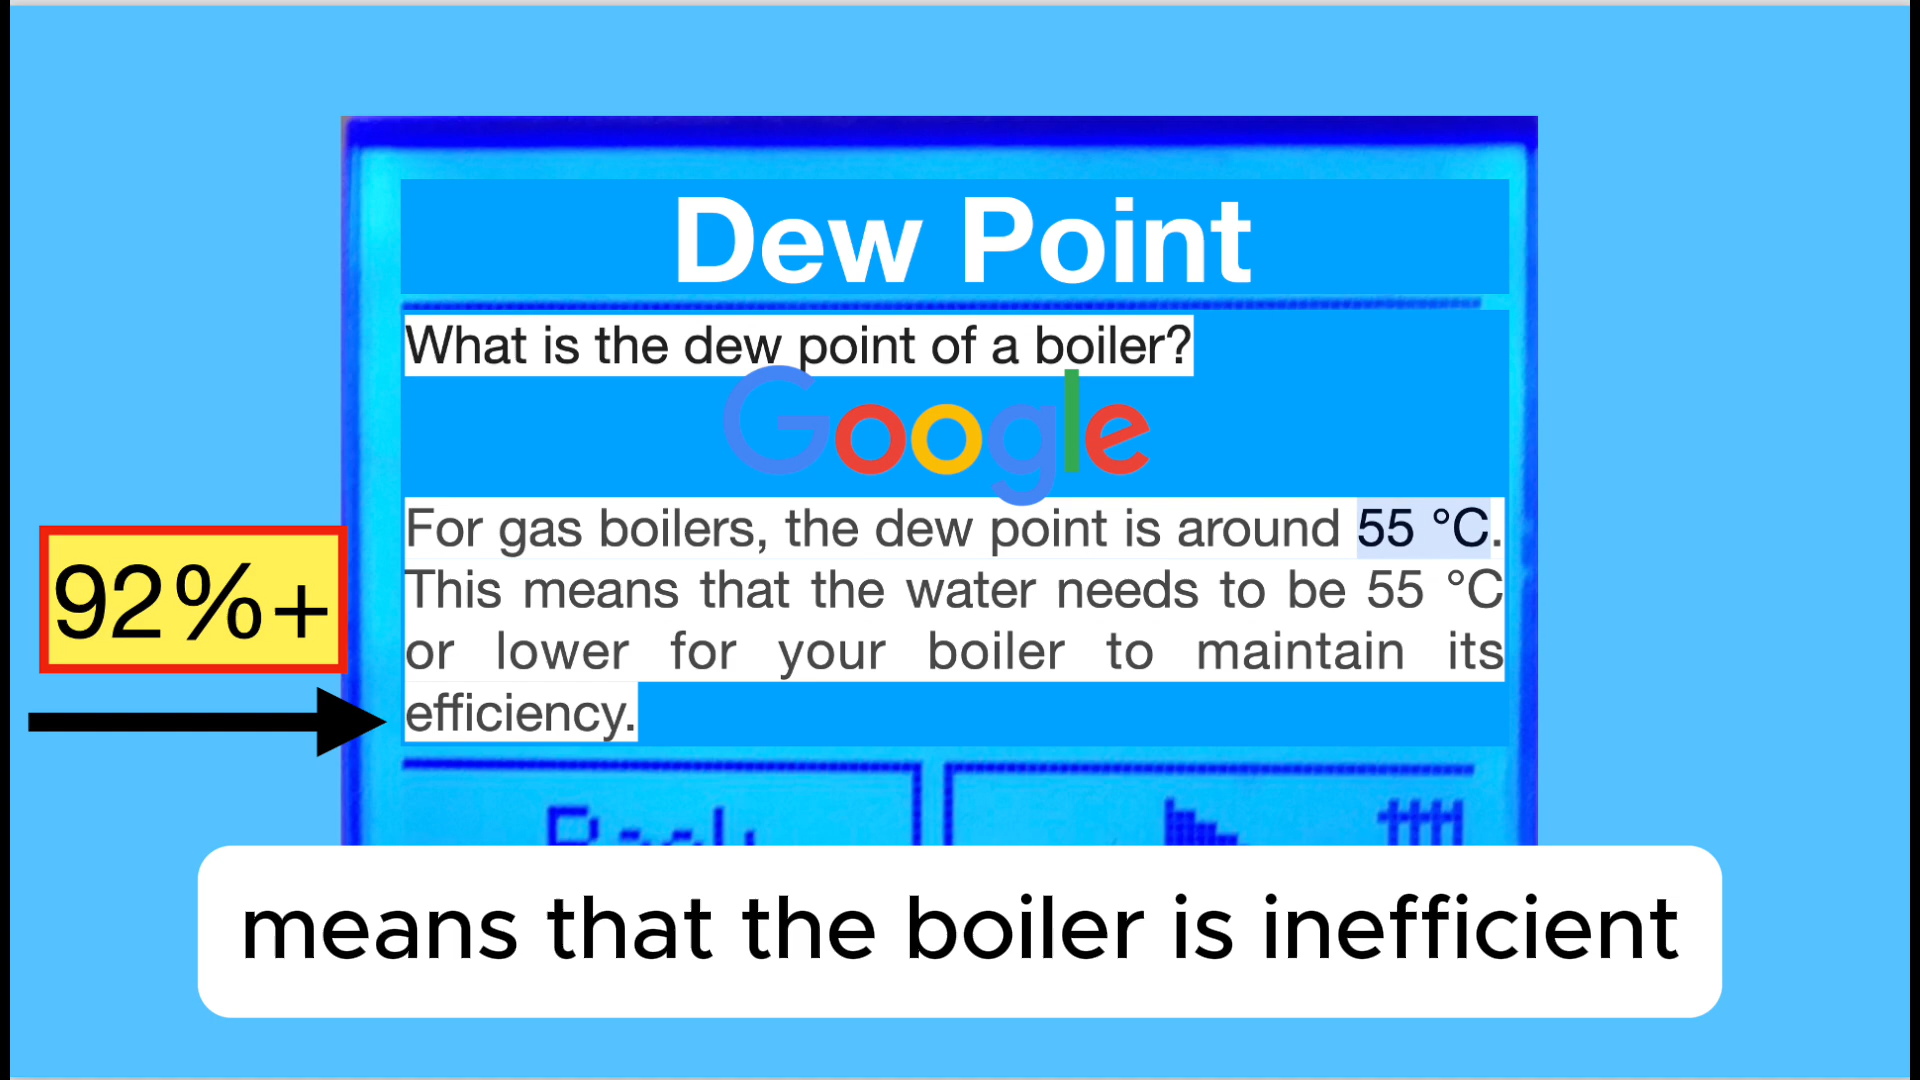 Dew Point
What is the dew point of a boiler?
Google
For gas boilers, the dew point is around 55 °C.
This means that the water needs to be 55 °C
or lower for your boiler to maintain its
efficiency.
92%+
means that the boiler is inefficient